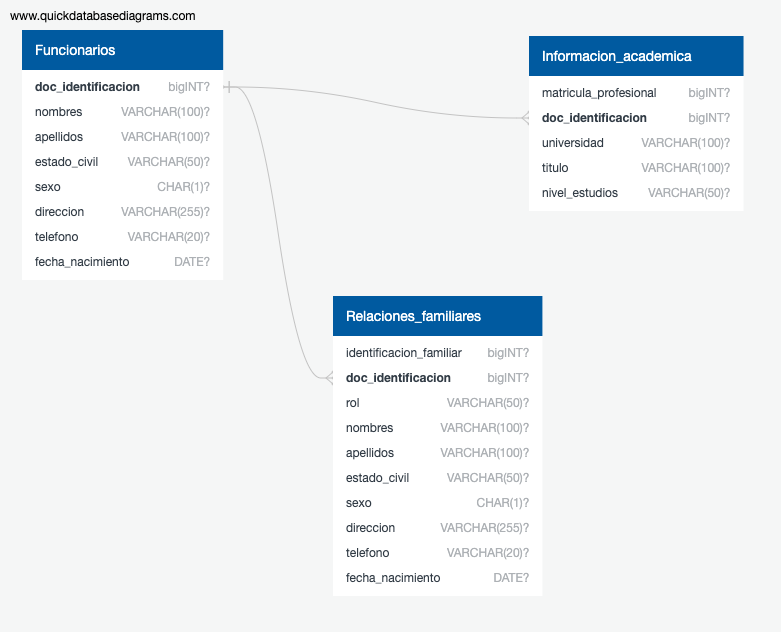 www.quickdatabasediagrams.com
Funcionarios
doc_identificacion bigINT?
nombres VARCHAR(100)?
apellidos VARCHAR(100)?
estado_civil VARCHAR(50)?
sexo CHAR(1)?
direccion VARCHAR(255)?
telefono VARCHAR(20)?
fecha_nacimiento DATE?
Informacion_academica
matricula_profesional bigINT?
doc_identificacion bigINT?
universidad VARCHAR(100)?
titulo VARCHAR(100)?
nivel_estudios VARCHAR(50)?
Relaciones_familiares
identificacion_familiar bigINT?
doc_identificacion bigINT?
rol VARCHAR(50)?
nombres VARCHAR(100)?
apellidos VARCHAR(100)?
estado_civil VARCHAR(50)?
sexo CHAR(1)?
direccion VARCHAR(255)?
telefono VARCHAR(20)?
fecha_nacimiento DATE?